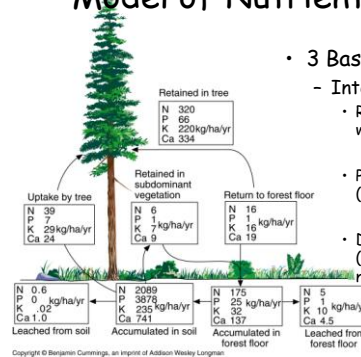 Model of Nutrient
• 3 Bas
– Int
Retained in tree
N 320
P 66
K 220kg/ha/yr
Ca 334
Retained in
subdominant
vegetation
N 6
P 1
K 7 kg/ha/yr
Ca 9
Uptake by tree
N 39
P 7
K 29kg/ha/yr
Ca 24
Return to forest floor
N 16
P 1
K 16 kg/ha/yr
Ca 19
N 0.6
P 0 kg/ha/yr
K .02
Ca 1.0
Leached from soil
N 2089
P 3878
K 235 kg/ha/yr
Ca 741
Accumulated in soil
N 175
P 25 kg/ha/yr
K 32
Ca 137
Accumulated in
forest floor
N 5
P 1
K 10 kg/ha/y
Ca 4.5
Leached from
forest floor
Copyright © Benjamin Cummings, an imprint of Addison Wesley Longman